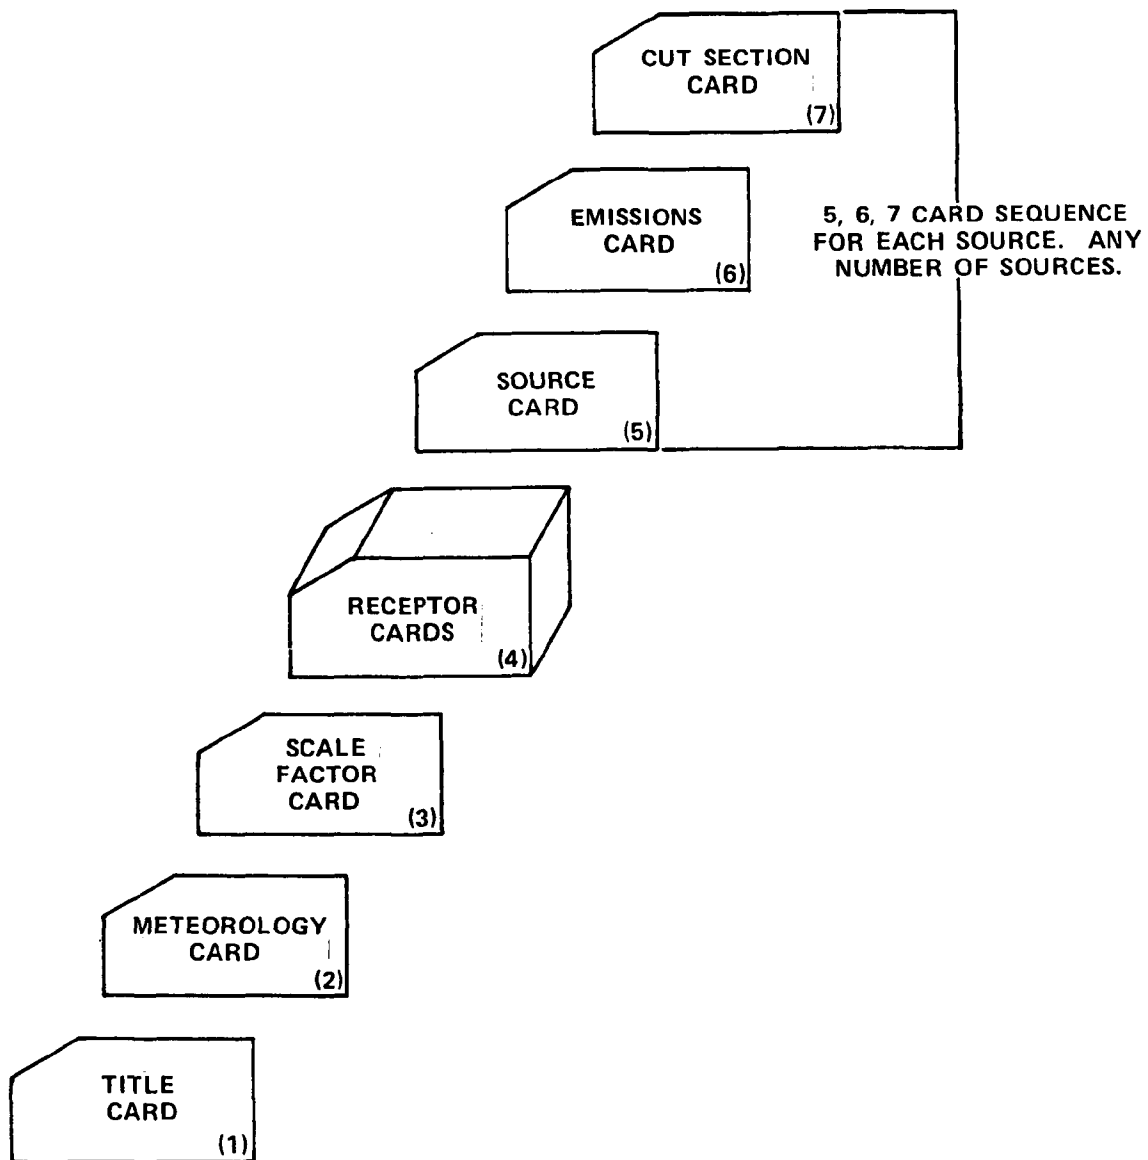 CUT SECTION
CARD
(7)
EMISSIONS
CARD
(6)
5, 6, 7 CARD SEQUENCE
FOR EACH SOURCE. ANY
NUMBER OF SOURCES.
SOURCE
CARD
(5)
RECEPTOR
CARDS
(4)
SCALE
FACTOR
CARD
(3)
METEOROLOGY
CARD
(2)
TITLE
CARD
(1)